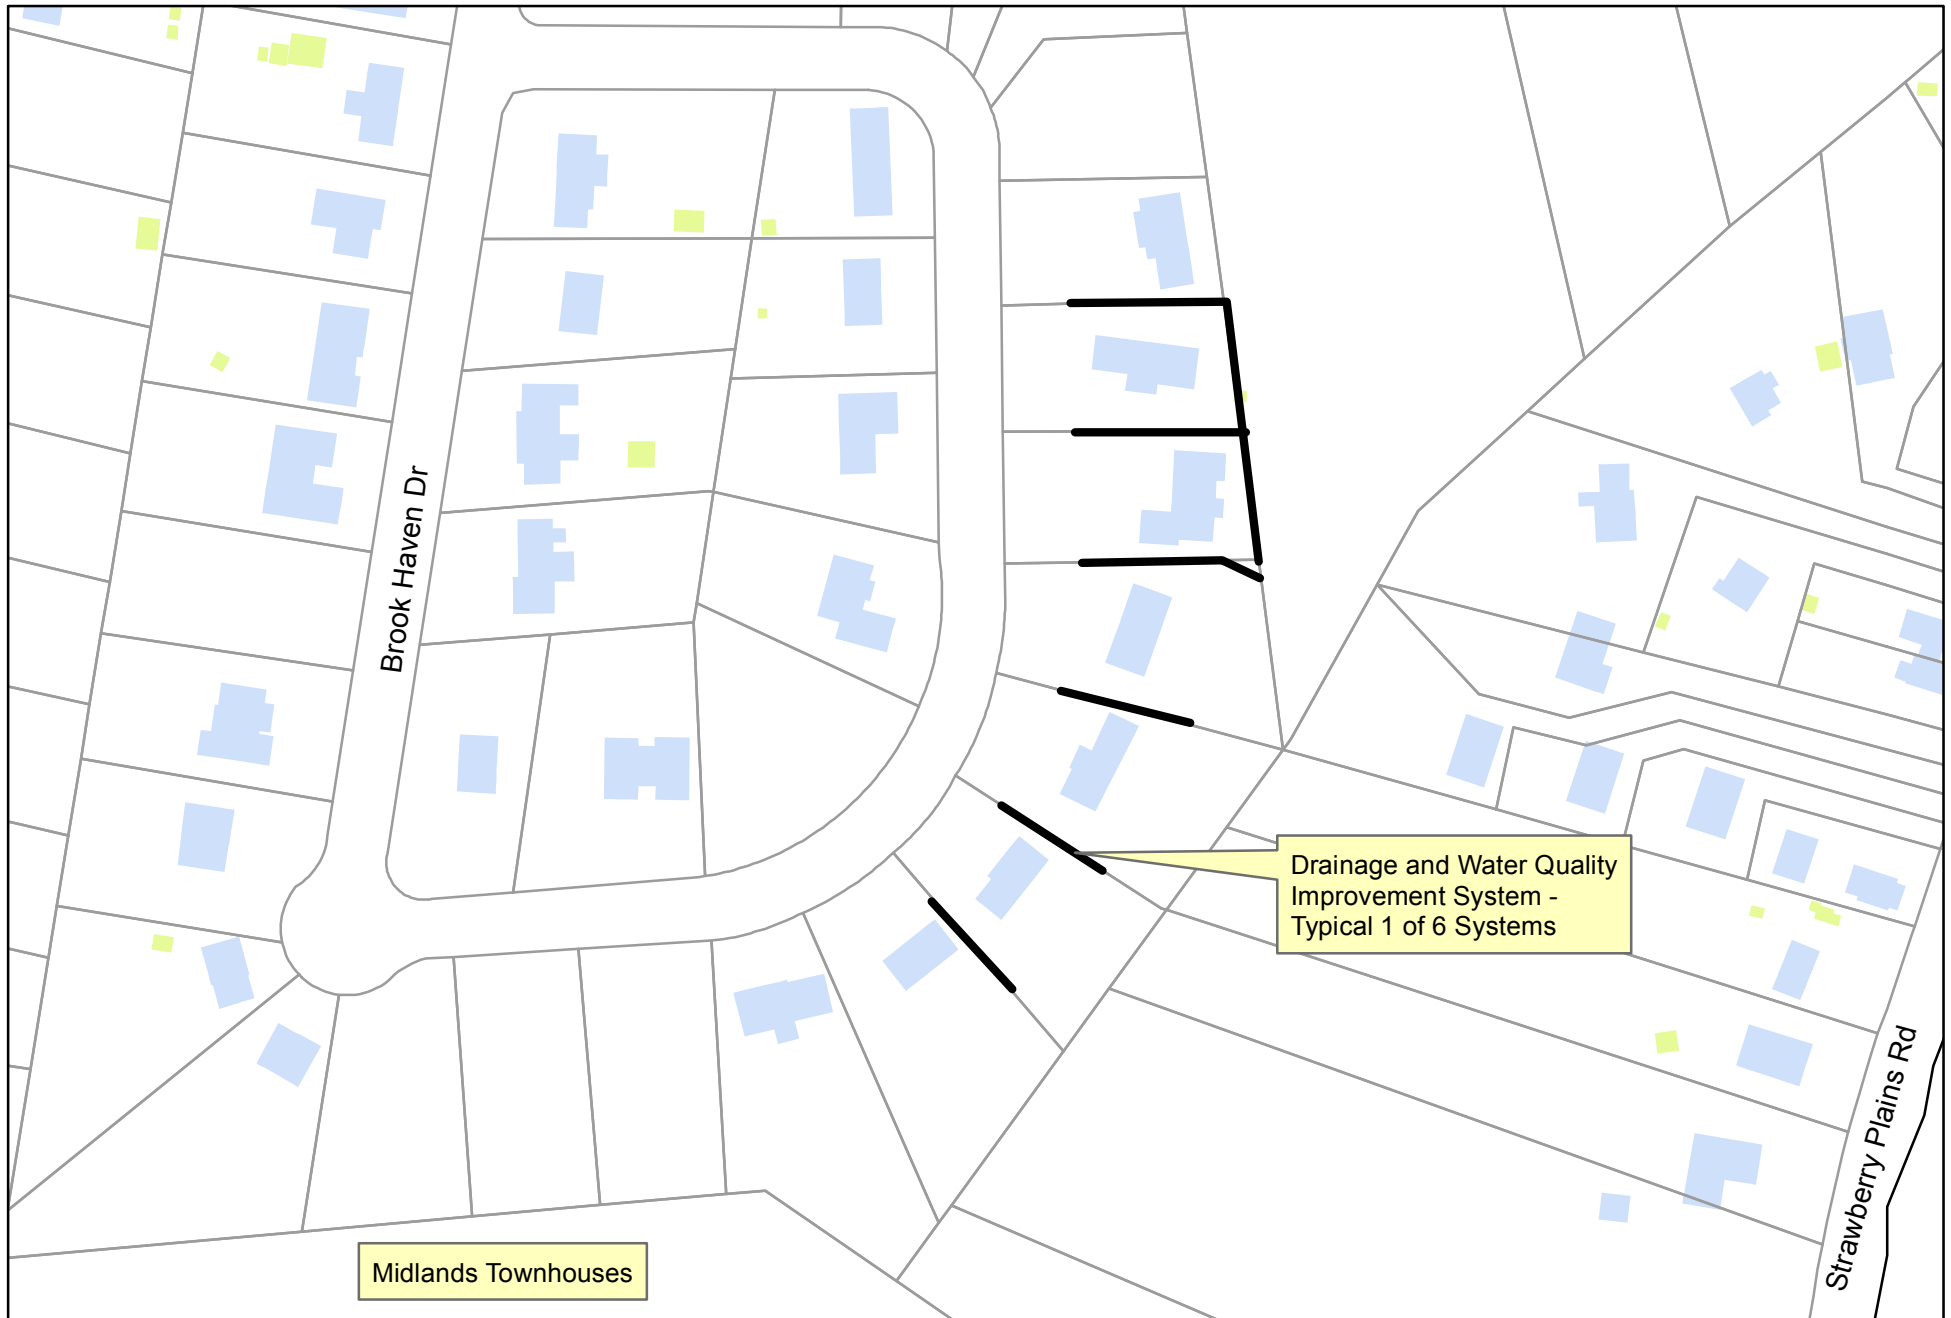 Brook Haven Dr
Drainage and Water Quality
Improvement System -
Typical 1 of 6 Systems
Strawberry Plains Rd
Midlands Townhouses